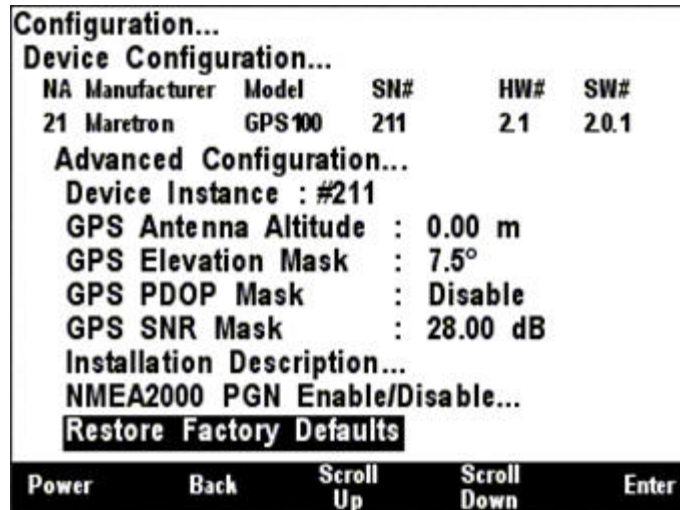 Configuration...
Device Configuration...
NA Manufacturer Model SN# HW# SW#
21 Maretron GPS100 211 2.1 2.0.1
Advanced Configuration...
Device Instance : #211
GPS Antenna Altitude : 0.00 m
GPS Elevation Mask : 7.5°
GPS PDOP Mask : Disable
GPS SNR Mask : 28.00 dB
Installation Description...
NMEA2000 PGN Enable/Disable...
Restore Factory Defaults
Power Back Scroll Up Scroll Down Enter